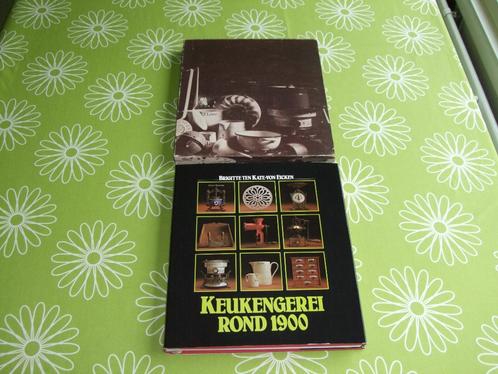 BRIGITTE TEN KATE-VON EICKEN
KEUKENGEREI
ROND 1900